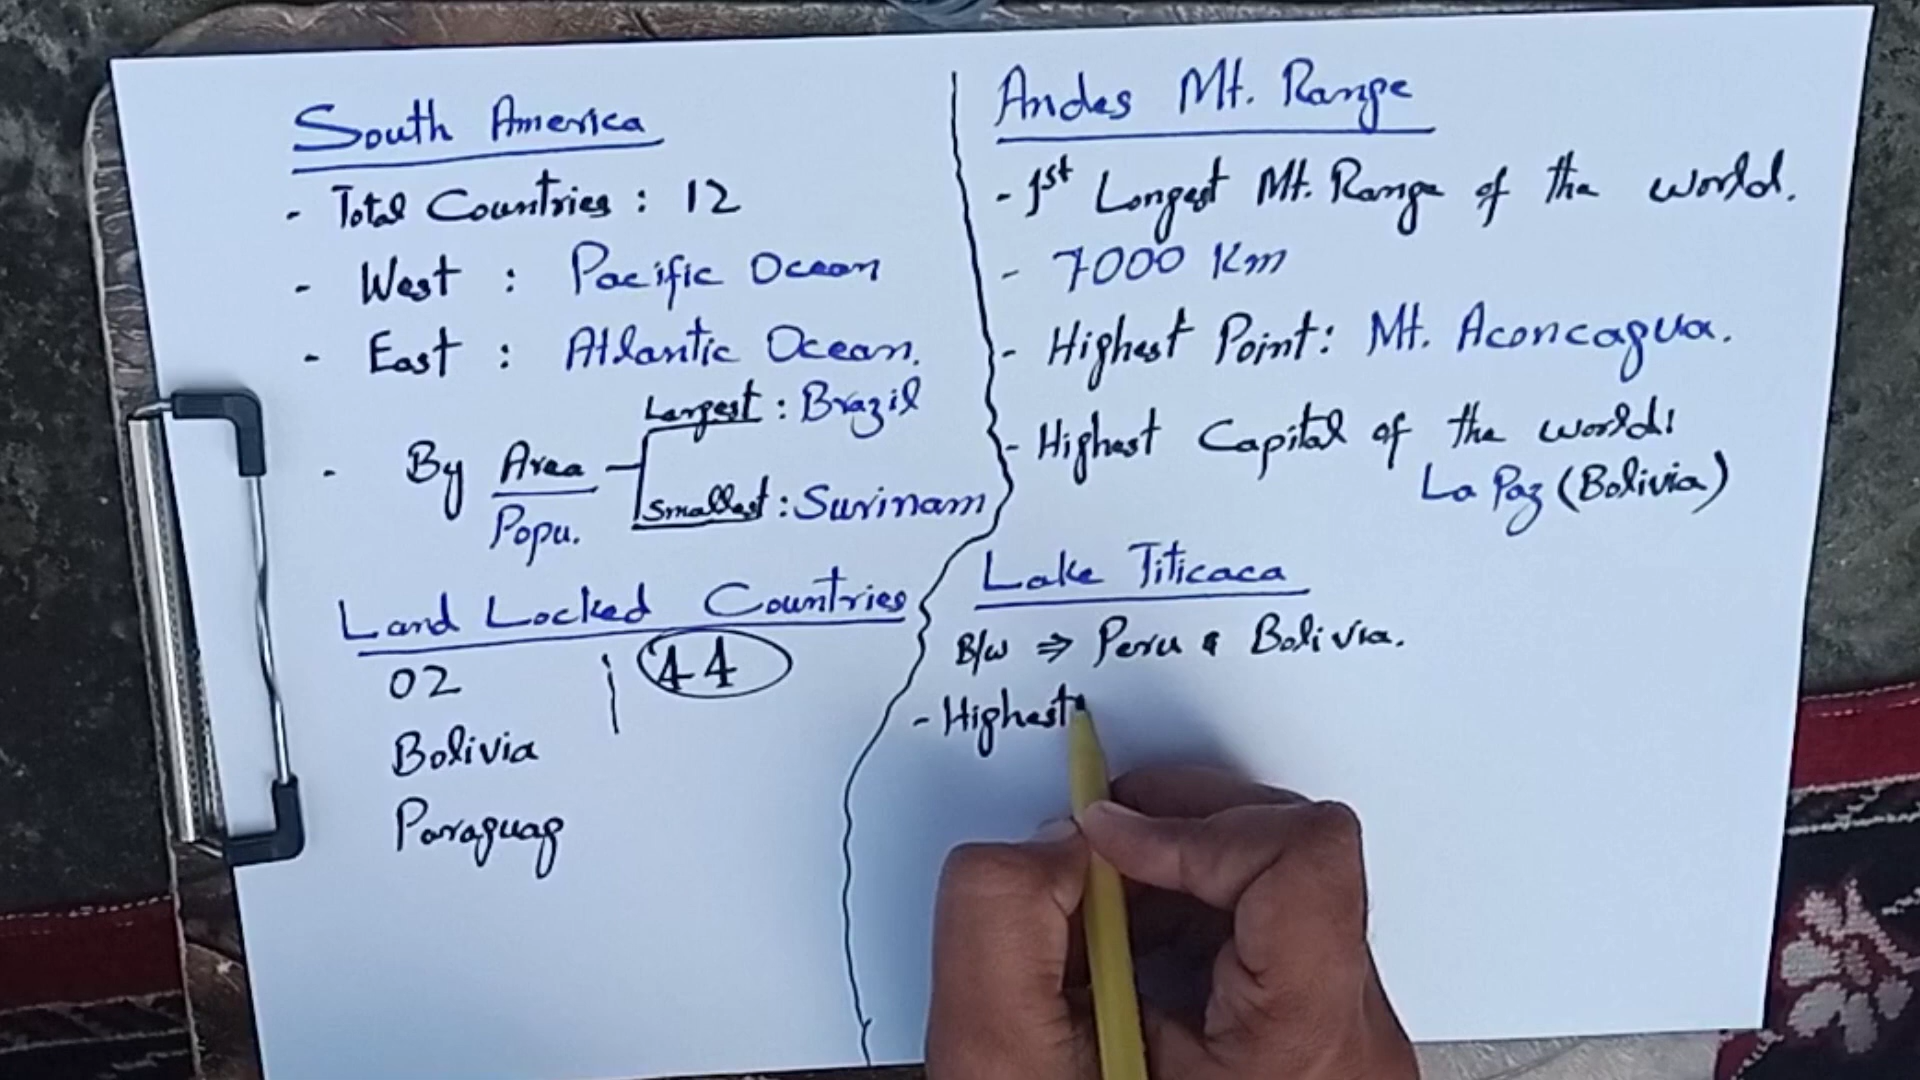 South America
- Total Countries : 12
- West : Pacific Ocean
- East : Atlantic Ocean.
- By Area
Popu.
Largest : Brazil
Smallest : Surinam
Land Locked Countries
02
44
Bolivia
Paraguay
Andes Mt. Range
- 1st Longest Mt. Range of the world.
- 7000 Km
- Highest Point: Mt. Aconcagua.
- Highest Capital of the world:
La Paz (Bolivia)
Lake Titicaca
B/w ⇒ Peru & Bolivia.
- Highest